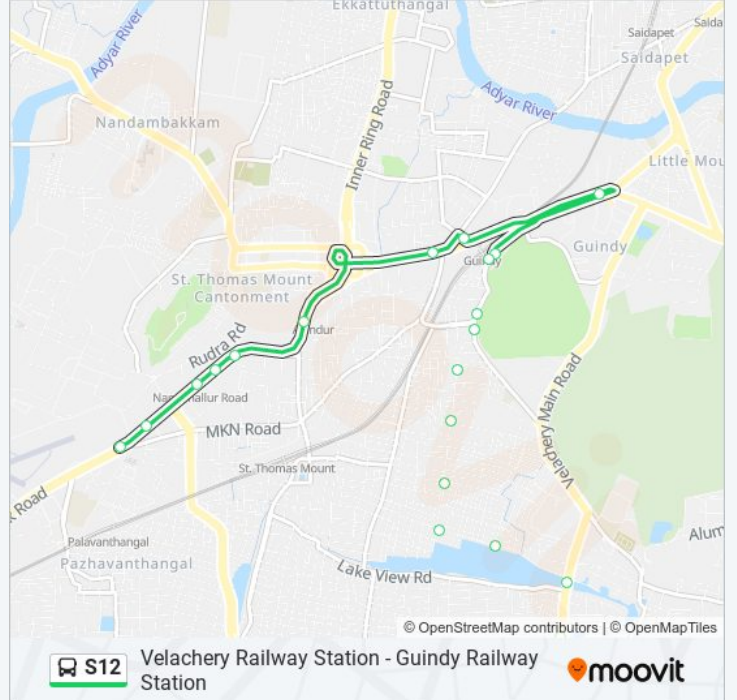 Ekkattuthangal
Adyar River
Saidapet
Saida
Saidapet
Nandambakkam
Inner Ring Road
Adyar River
Little Mou
Guindy
Guindy
St. Thomas Mount
Cantonment
Rudra Rd
Velachery Main Road
MKN Road
St. Thomas Mount
Road
Palavanthangal
Pazhavanthangal
Lake View Rd
Alum
© OpenStreetMap contributors | © OpenMapTiles
S12
Velachery Railway Station - Guindy Railway
Station
moovit